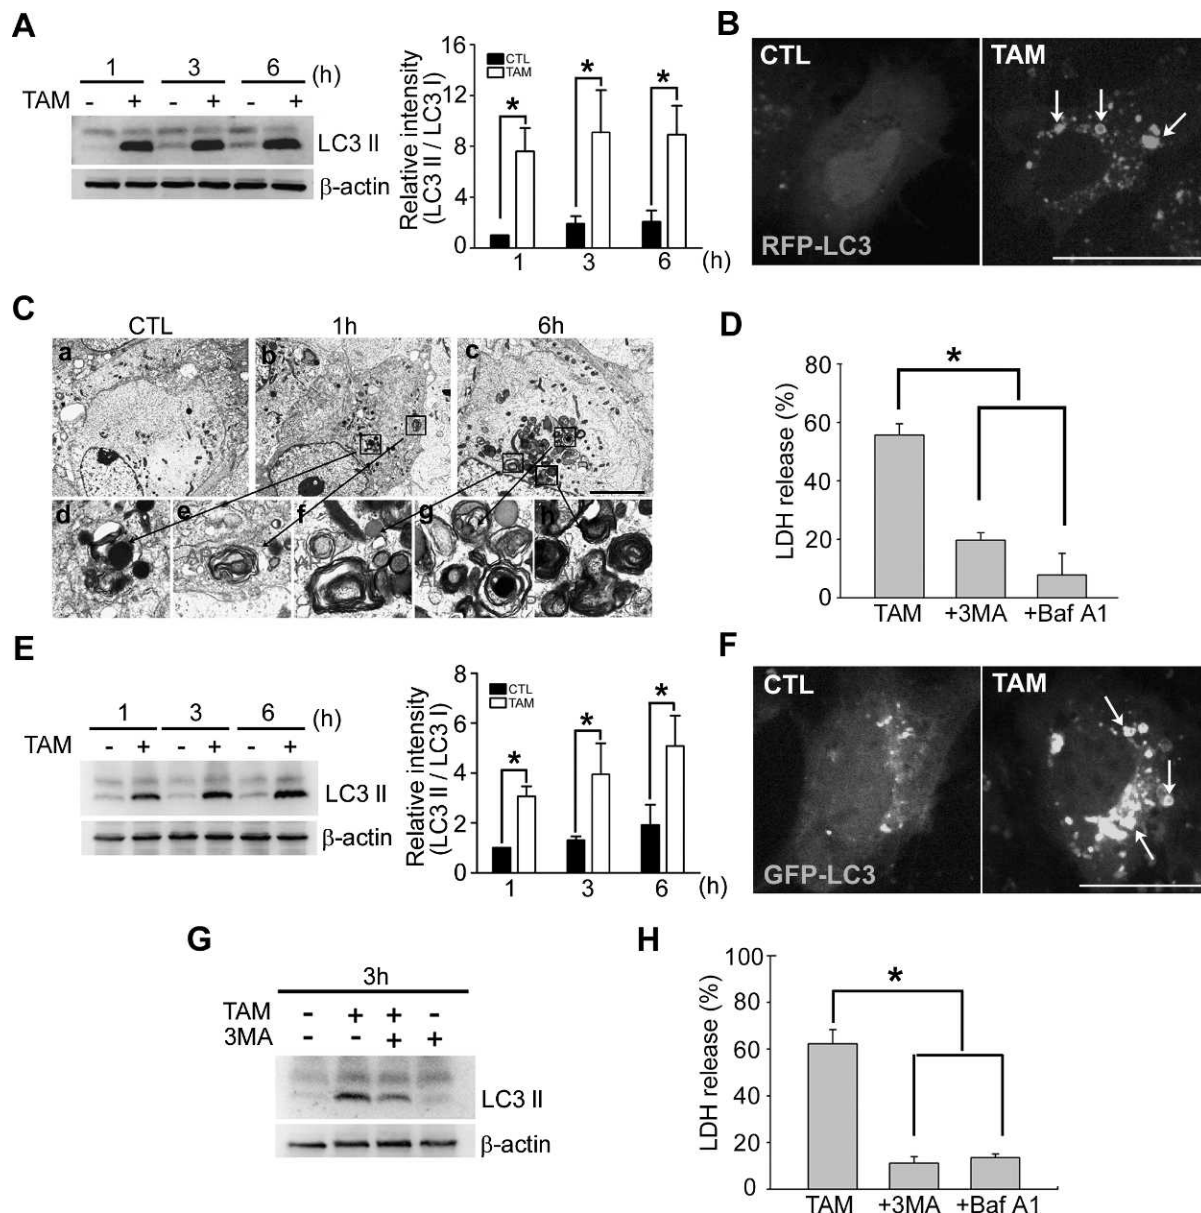 A
1 3 6 (h)
TAM - + - + - +
LC3 II
β-actin
Relative intensity
(LC3 II / LC3 I)
16
12
8
4
0
CTL
TAM
* * *
1 3 6 (h)
B
CTL TAM
RFP-LC3
C
CTL 1h 6h
a b c
d e f g h
D
LDH release (%)
80
60
40
20
0
*
TAM +3MA +Baf A1
E
1 3 6 (h)
TAM - + - + - +
LC3 II
β-actin
Relative intensity
(LC3 II / LC3 I)
8
6
4
2
0
CTL
TAM
* * *
1 3 6 (h)
F
CTL TAM
GFP-LC3
G
3h
TAM - + + -
3MA - - + +
LC3 II
β-actin
H
LDH release (%)
100
80
60
40
20
0
*
TAM +3MA +Baf A1